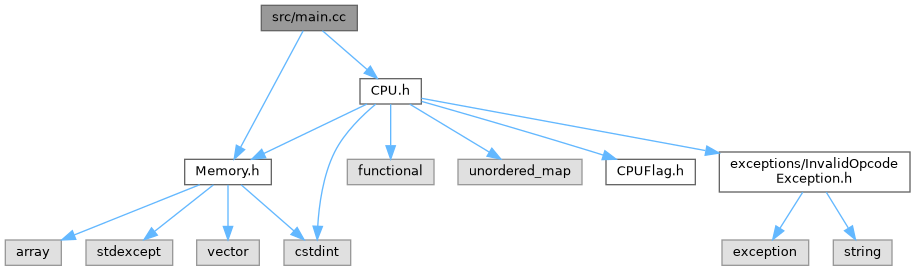 src/main.cc
CPU.h
Memory.h
functional
unordered_map
CPUFlag.h
exceptions/InvalidOpcode
Exception.h
array
stdexcept
vector
cstdint
exception
string